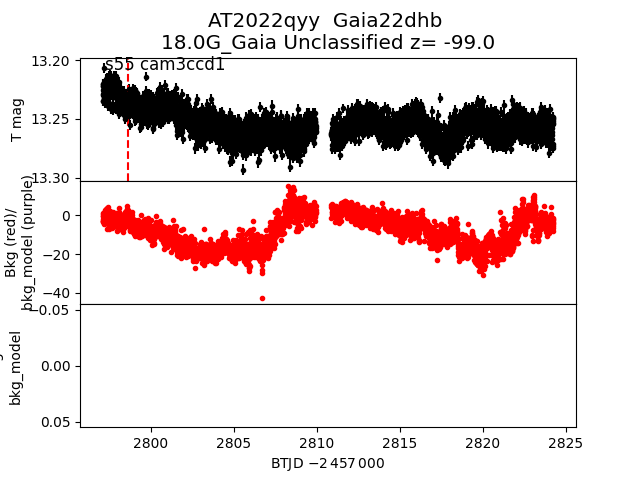 AT2022qyy  Gaia22dhb
18.0G_Gaia Unclassified z= -99.0
s55 cam3ccd1
13.20
13.25
13.30
T mag
0
−20
−40
Bkg (red)/
bkg_model (purple)
−0.05
0.00
0.05
bkg_model
2800
2805
2810
2815
2820
2825
BTJD −2 457 000